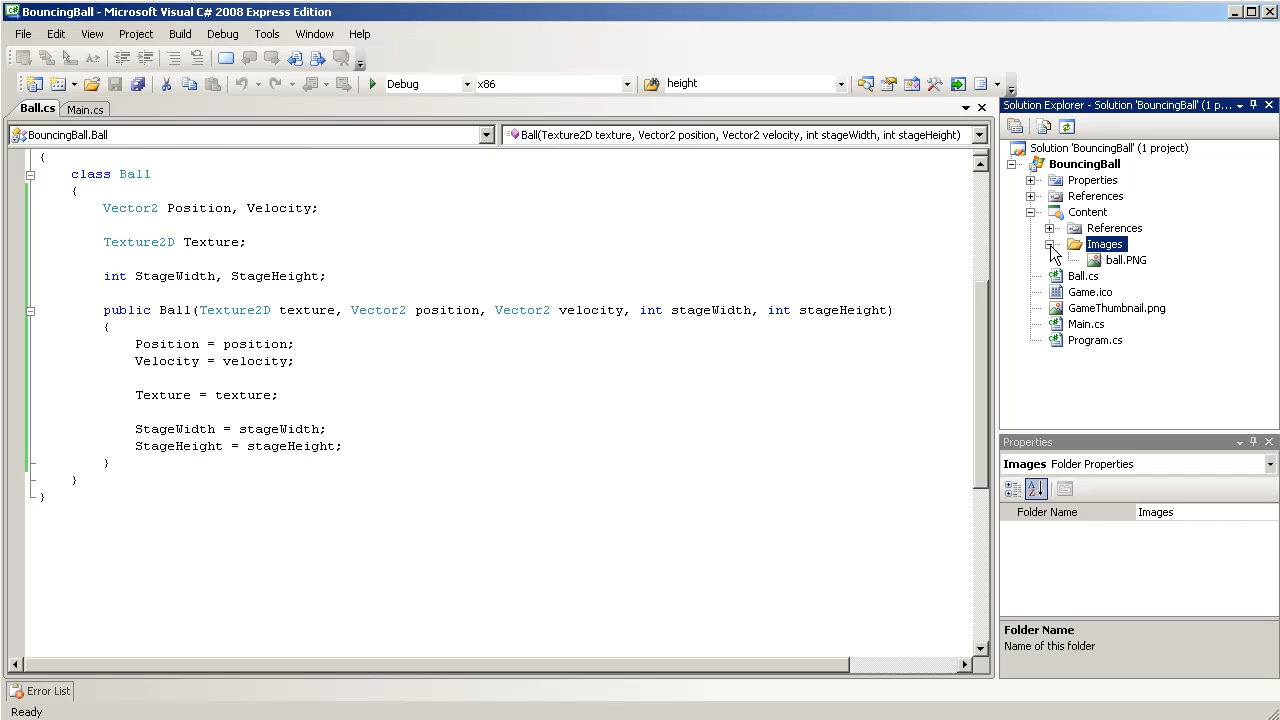 BouncingBall - Microsoft Visual C# 2008 Express Edition
File Edit View Project Build Debug Tools Window Help
Debug x86 height
Ball.cs Main.cs
BouncingBall.Ball Ball(Texture2D texture, Vector2 position, Vector2 velocity, int stageWidth, int stageHeight)
{
class Ball
{
Vector2 Position, Velocity;
Texture2D Texture;
int StageWidth, StageHeight;
public Ball(Texture2D texture, Vector2 position, Vector2 velocity, int stageWidth, int stageHeight)
{
Position = position;
Velocity = velocity;
Texture = texture;
StageWidth = stageWidth;
StageHeight = stageHeight;
}
}
}
Solution Explorer - Solution 'BouncingBall' (1 p...
Solution 'BouncingBall' (1 project)
BouncingBall
Properties
References
Content
References
Images
ball.PNG
Ball.cs
Game.ico
GameThumbnail.png
Main.cs
Program.cs
Properties
Images Folder Properties
Folder Name Images
Folder Name
Name of this folder
Error List
Ready